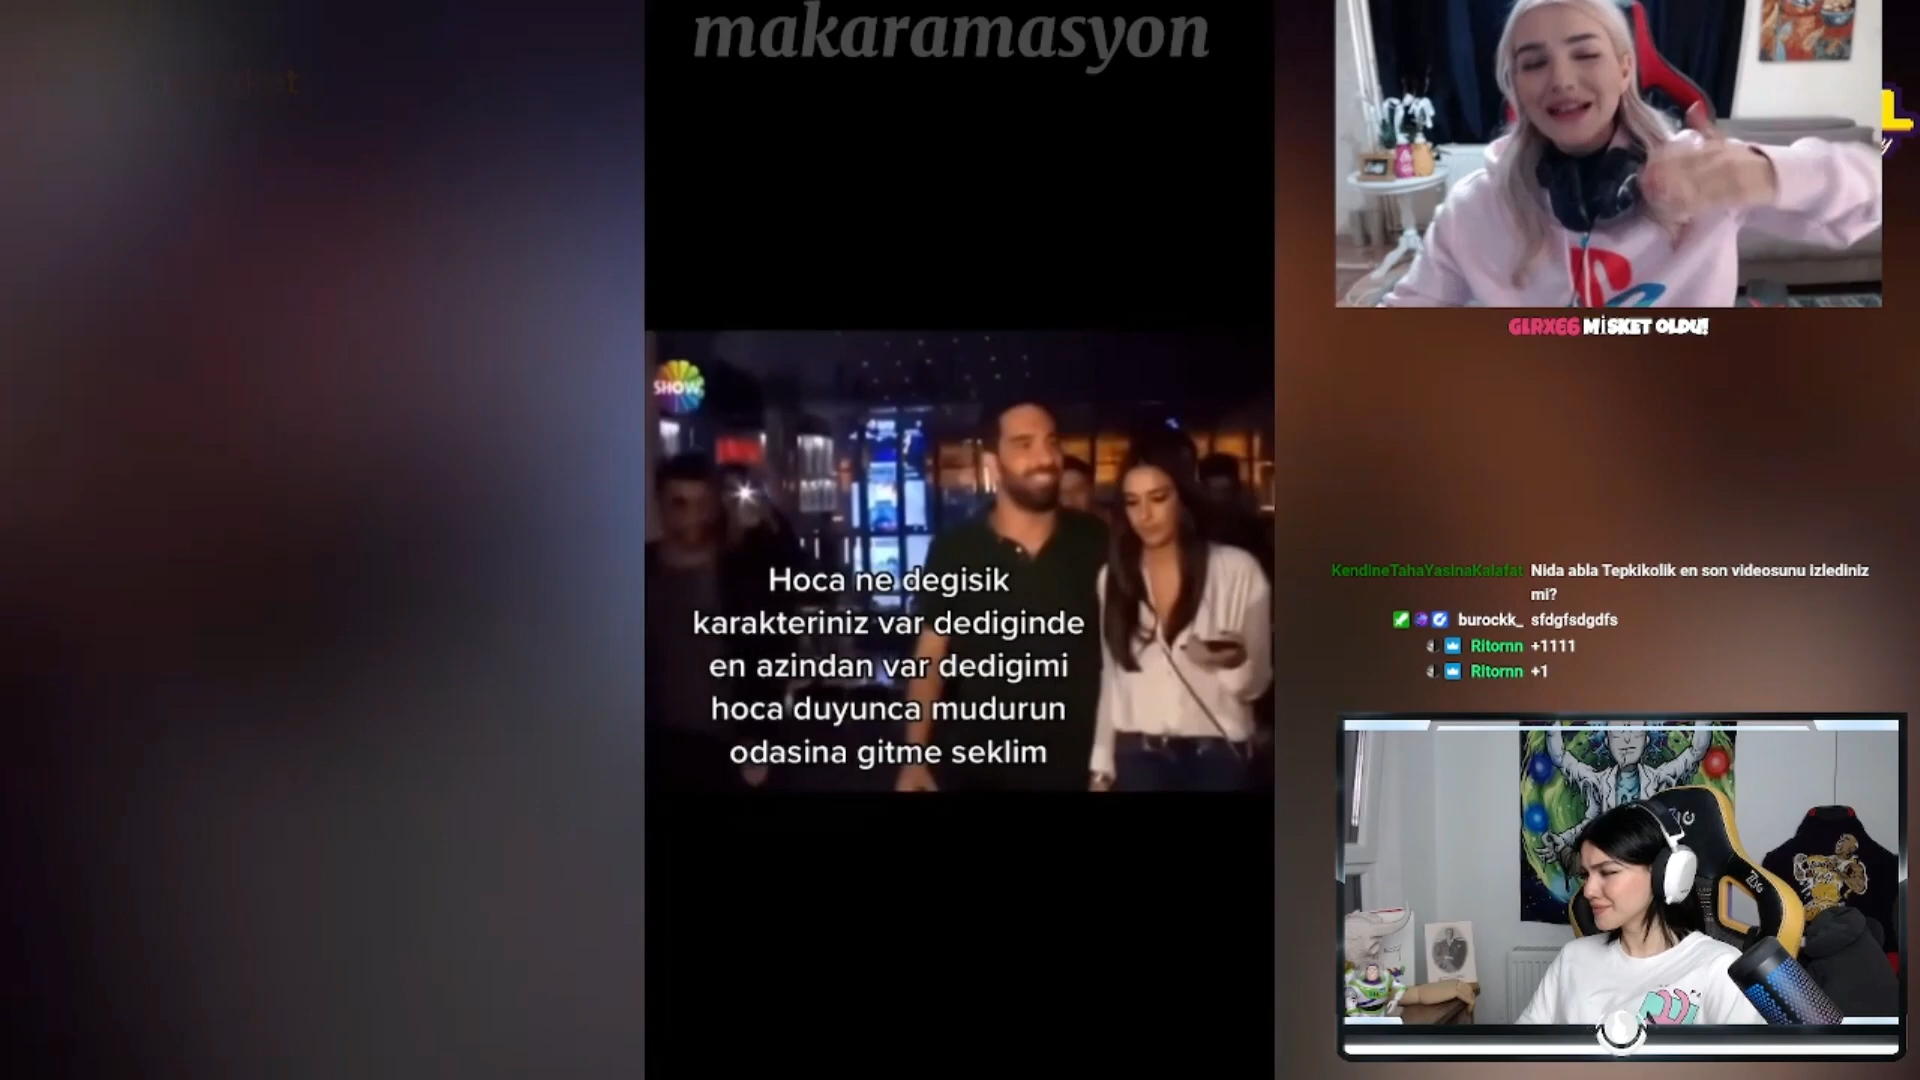 makaramasyon
SHOW
Hoca ne degisik
karakteriniz var dediginde
en azindan var dedigimi
hoca duyunca mudurun
odasina gitme seklim
GLRX66 MİSKET OLDU!
KendineTahaYasinaKalafat Nida abla Tepkikolik en son videosunu izlediniz
mi?
burockk_ sfdgfsdgdfs
Ritornn +1111
Ritornn +1